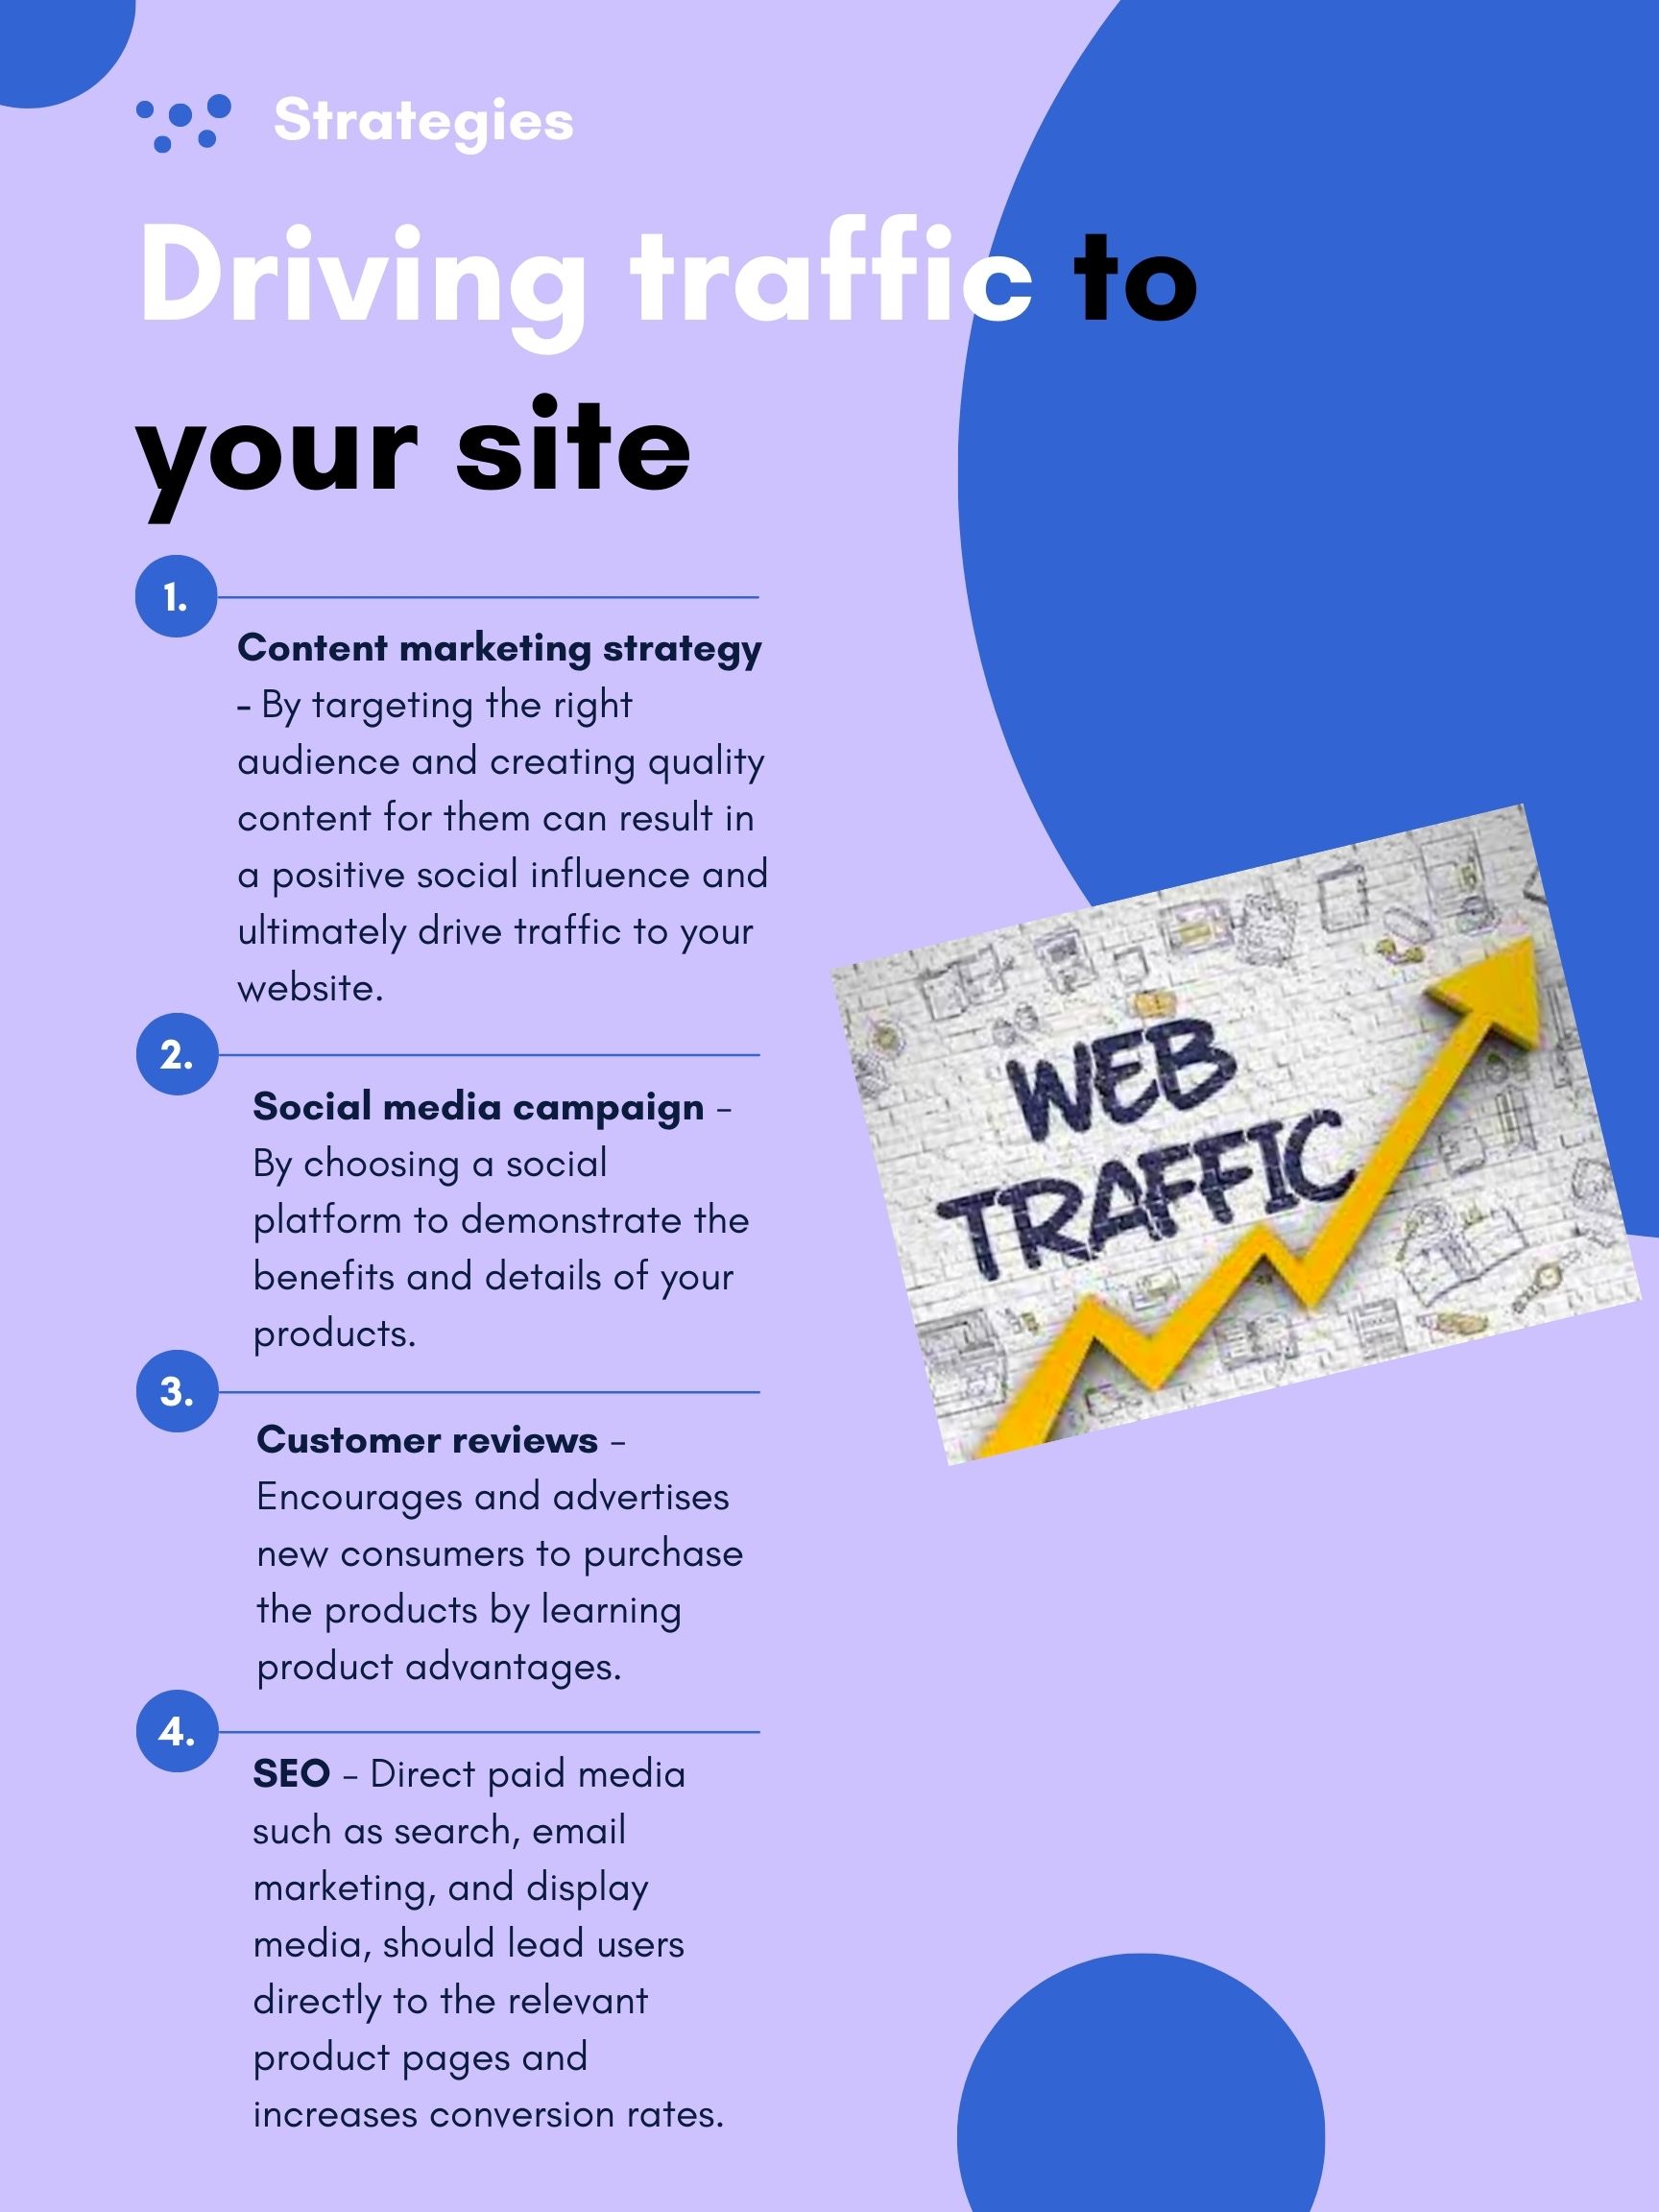 Strategies
Driving traffic to
your site
1.
Content marketing strategy
- By targeting the right
audience and creating quality
content for them can result in
a positive social influence and
ultimately drive traffic to your
website.
2.
Social media campaign -
By choosing a social
platform to demonstrate the
benefits and details of your
products.
3.
Customer reviews -
Encourages and advertises
new consumers to purchase
the products by learning
product advantages.
4.
SEO - Direct paid media
such as search, email
marketing, and display
media, should lead users
directly to the relevant
product pages and
increases conversion rates.
WEB
TRAFFIC